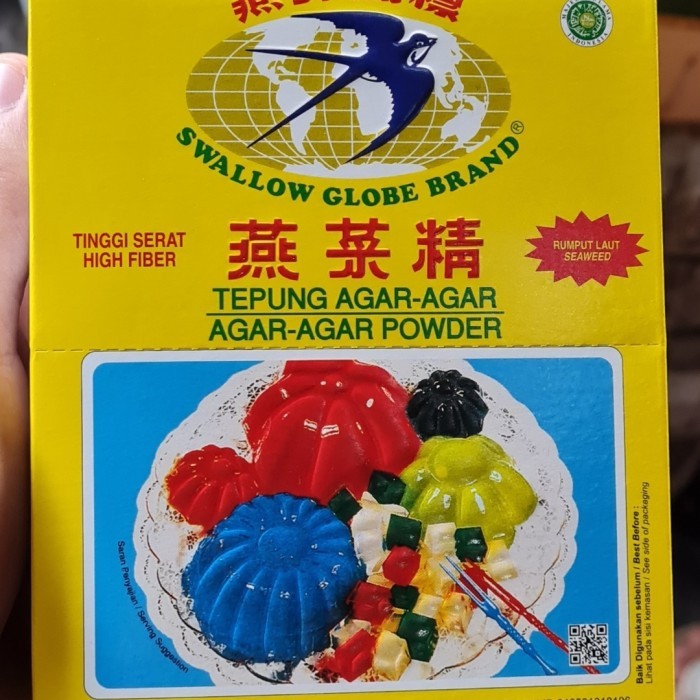 SWALLOW GLOBE BRAND®
TINGGI SERAT
HIGH FIBER
燕菜精
RUMPUT LAUT
SEAWEED
TEPUNG AGAR-AGAR
AGAR-AGAR POWDER
Saran Penyajian / Serving Suggestion
Baik Digunakan sebelum / Best Before :
Lihat pada sisi kemasan / See side of packaging